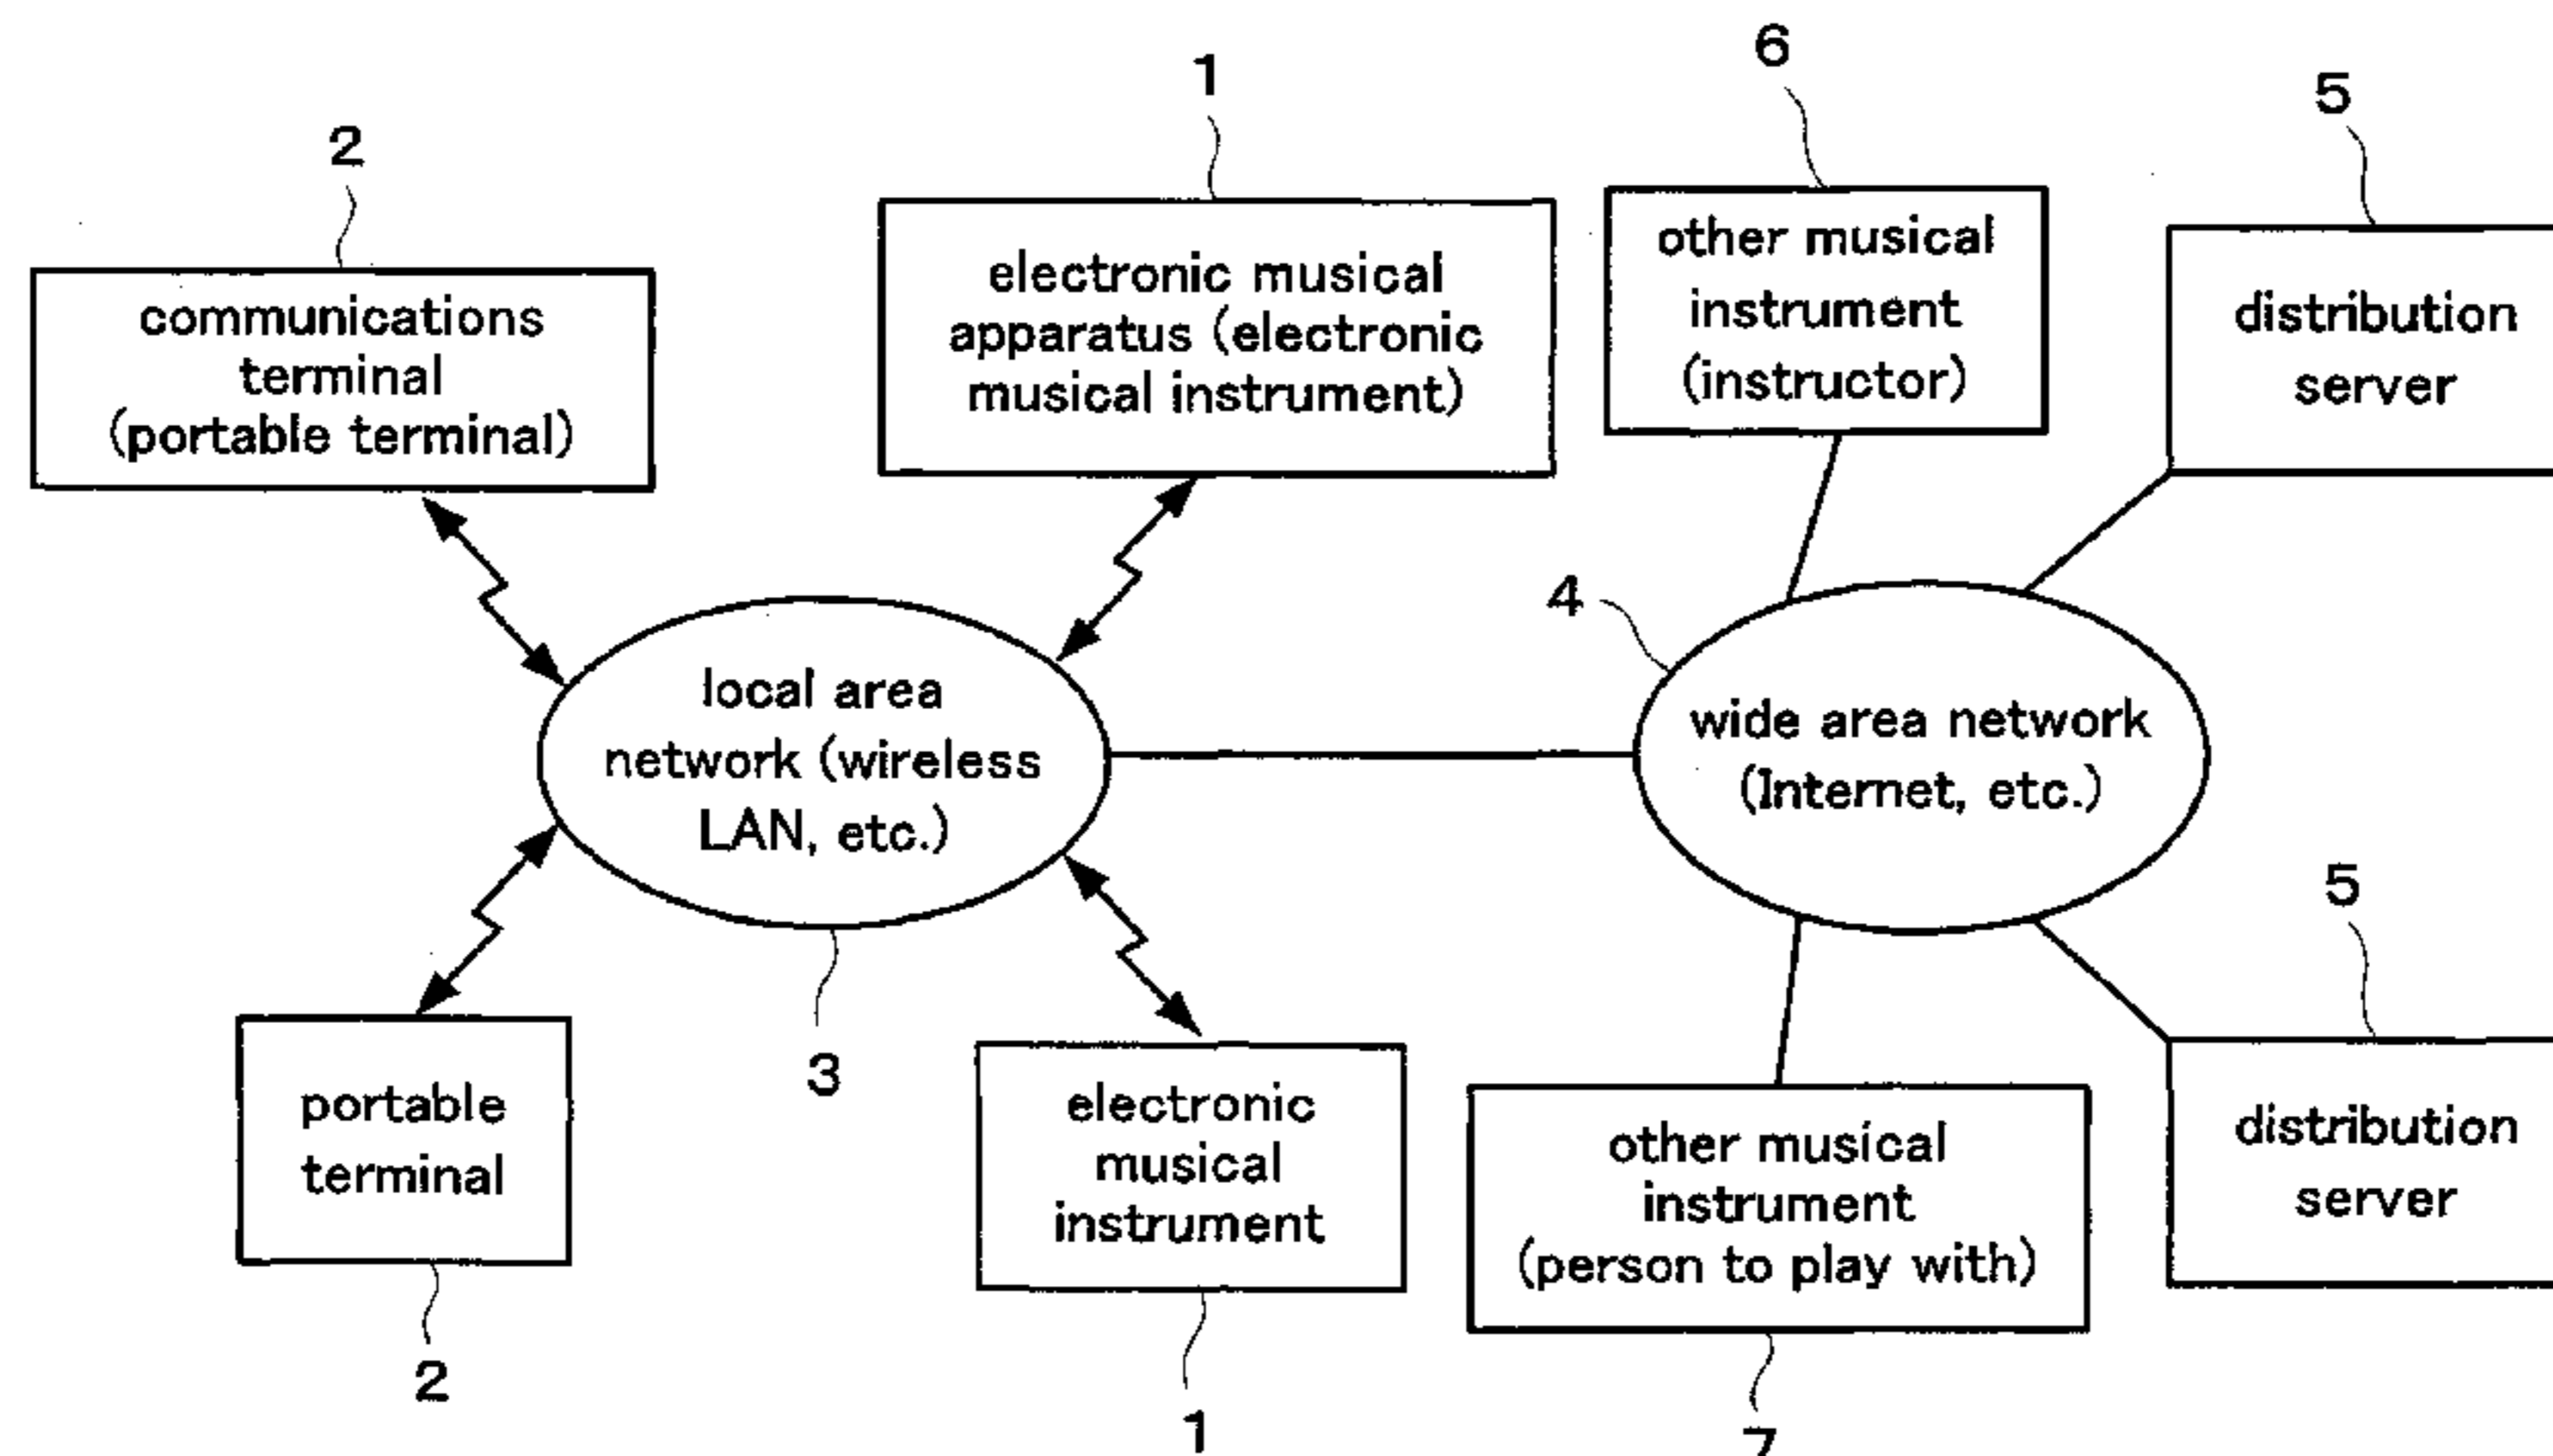 6
1
5
2
other musical
instrument
(instructor)
electronic musical
apparatus (electronic
musical instrument)
distribution
server
communications
terminal
(portable terminal)
4
local area
network (wireless
LAN, etc.)
wide area network
(Internet, etc.)
5
3
portable
terminal
electronic
musical
instrument
other musical
instrument
(person to play with)
distribution
server
2
1
7